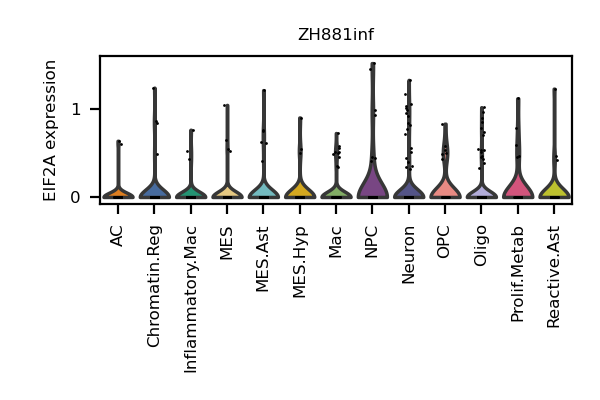 ZH881inf
EIF2A expression
1
0
AC
Chromatin.Reg
Inflammatory.Mac
MES
MES.Ast
MES.Hyp
Mac
NPC
Neuron
OPC
Oligo
Prolif.Metab
Reactive.Ast